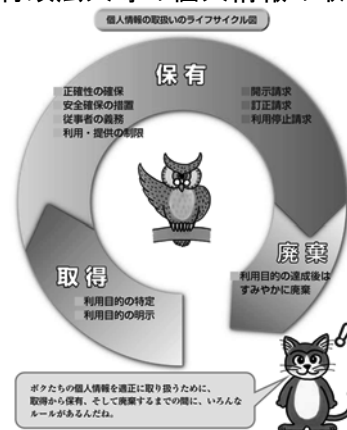 個人情報の取扱いのライフサイクル図
保有
正確性の確保
安全確保の措置
従事者の義務
利用・提供の制限
開示請求
訂正請求
利用停止請求
廃棄
利用目的の達成後は
すみやかに廃棄
取得
利用目的の特定
利用目的の明示
ボクたちの個人情報を適正に取り扱うために、
取得から保有、そして廃棄するまでの間に、いろんな
ルールがあるんだね。